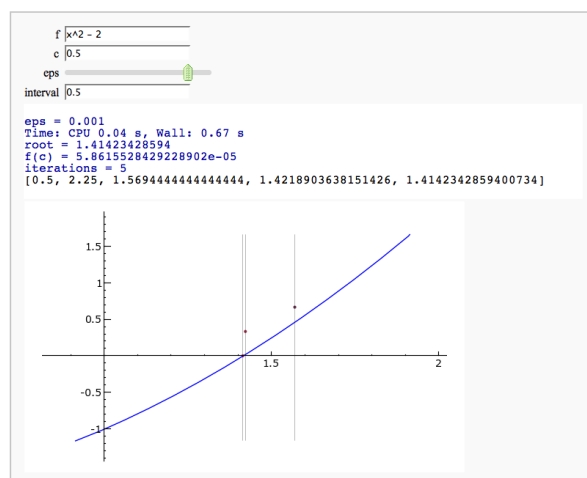 f x^2 - 2
c 0.5
eps
interval 0.5
eps = 0.001
Time: CPU 0.04 s, Wall: 0.67 s
root = 1.41423428594
f(c) = 5.8615528429228902e-05
iterations = 5
[0.5, 2.25, 1.5694444444444444, 1.4218903638151426, 1.4142342859400734]
1.5
1
0.5
1.5
2
-0.5
-1